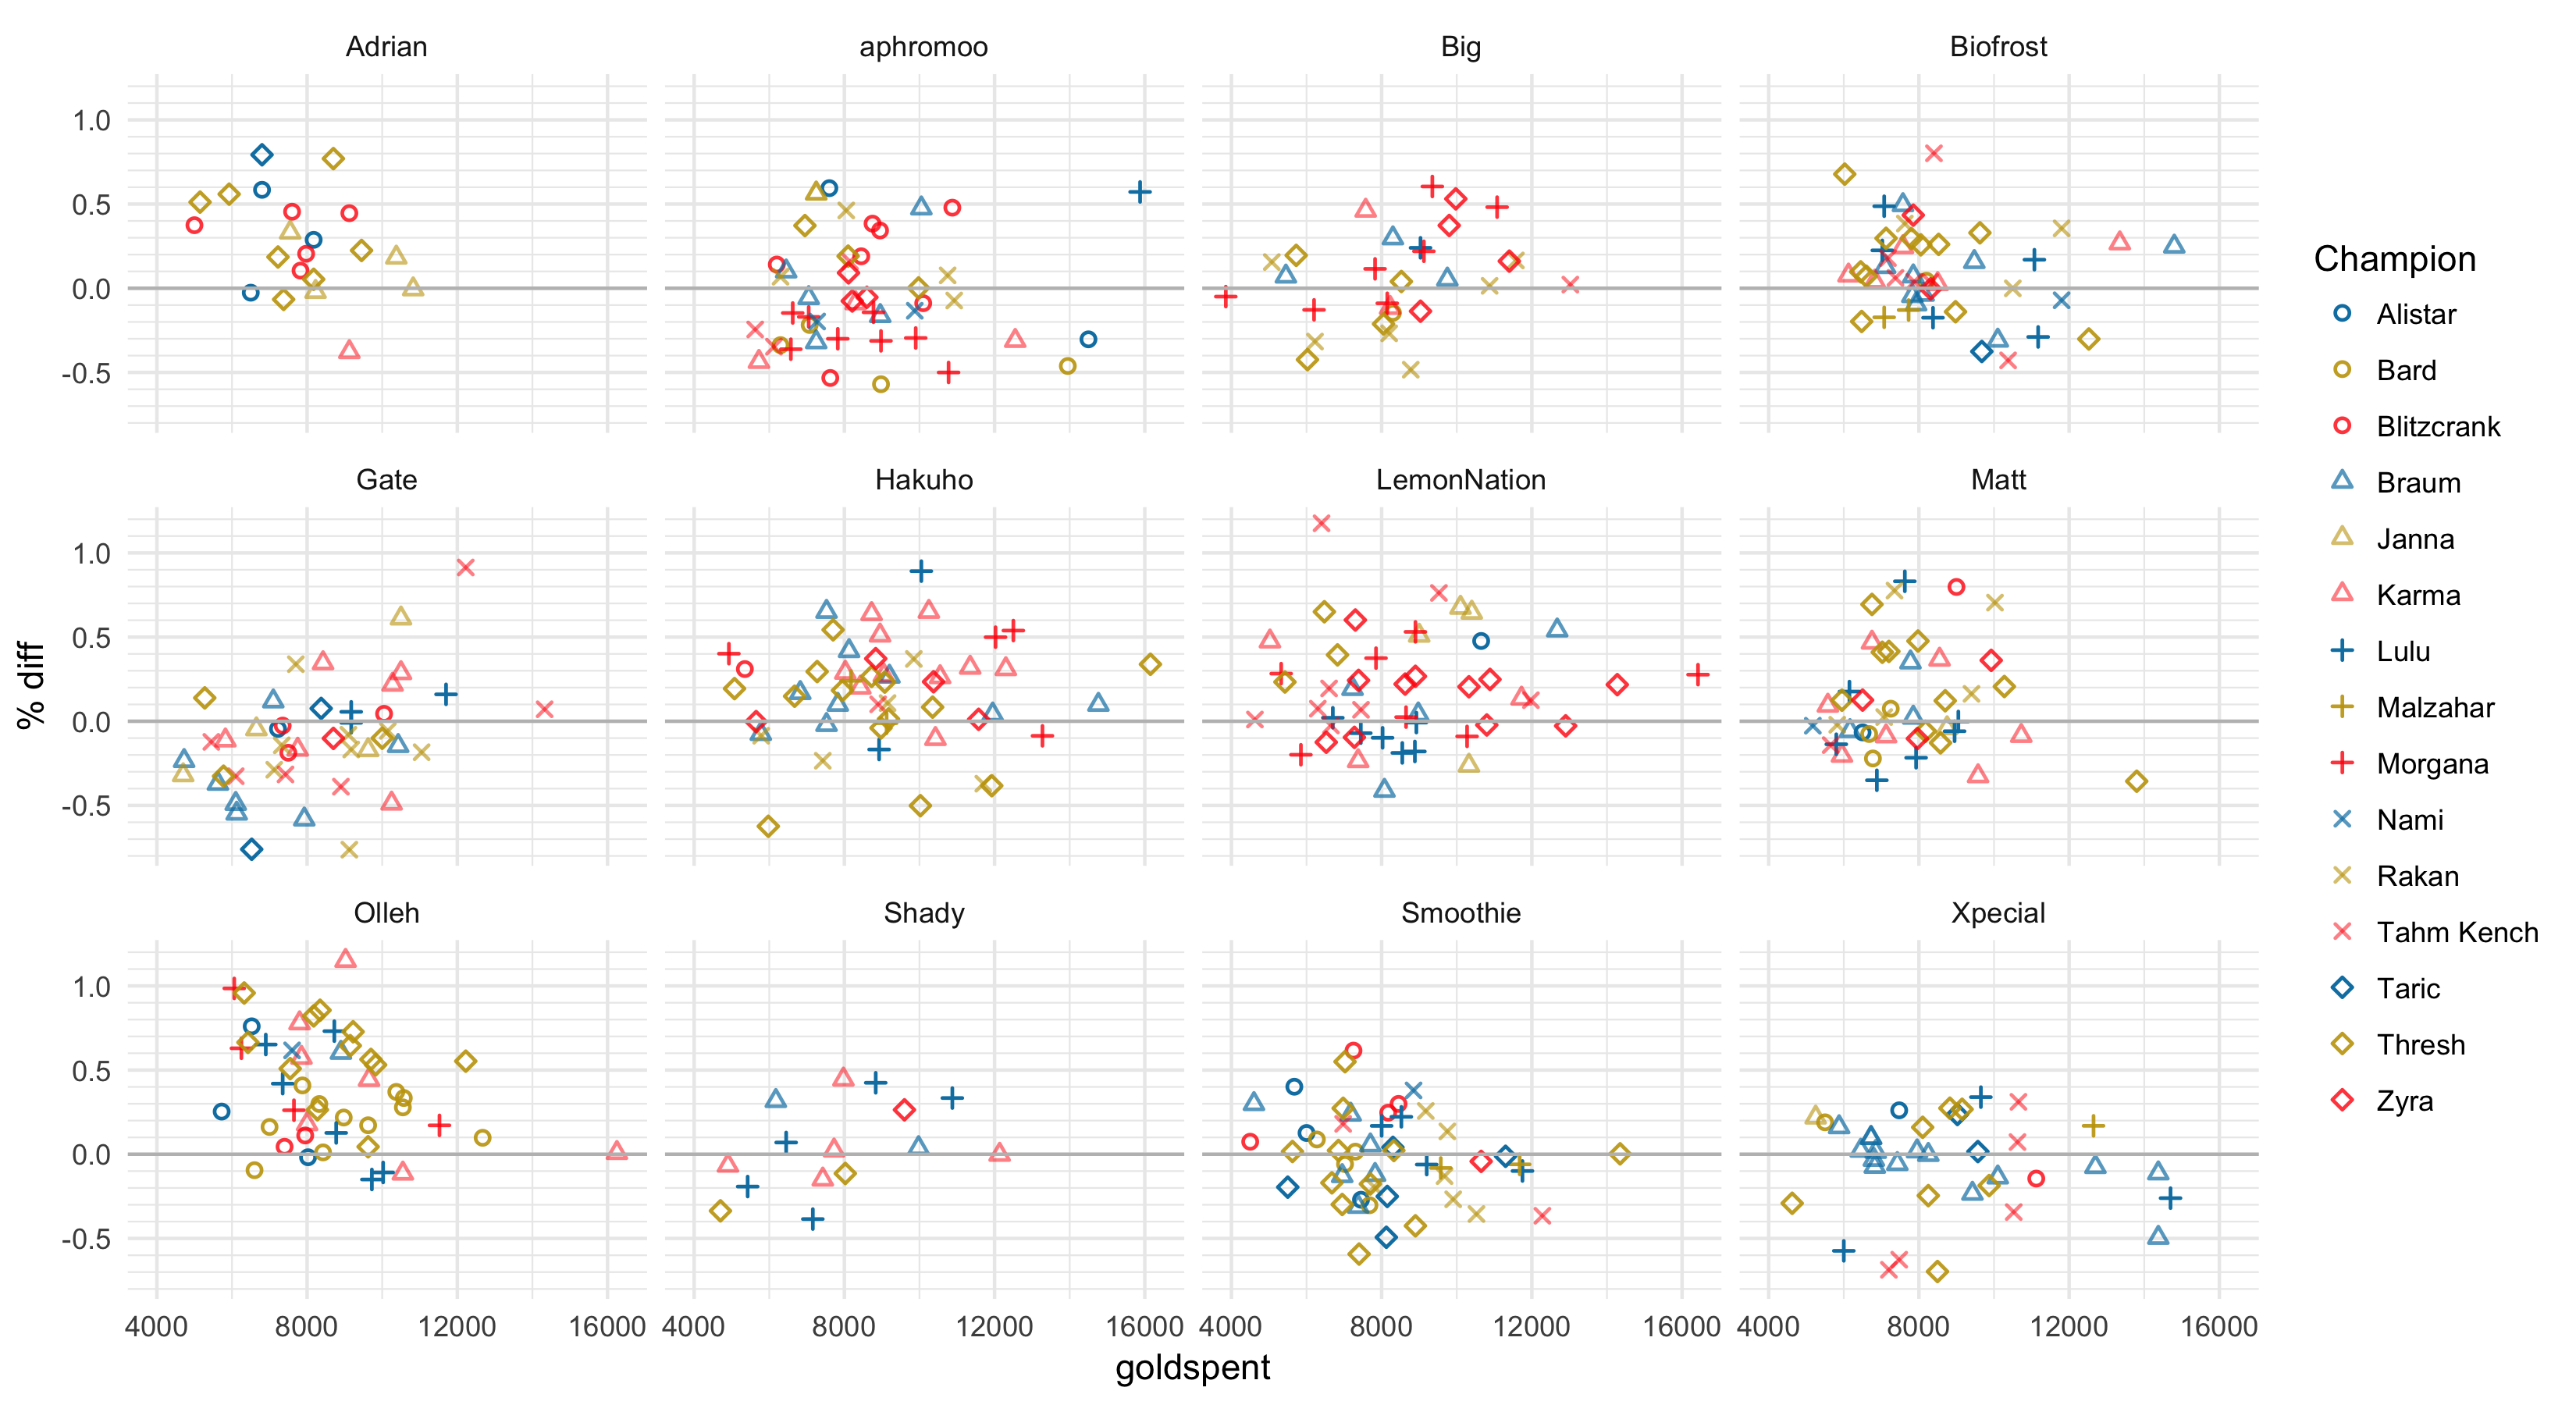 Adrian aphromoo Big Biofrost
1.0
0.5
0.0
-0.5
Gate Hakuho LemonNation Matt
1.0
0.5
0.0
-0.5
Olleh Shady Smoothie Xpecial
1.0
0.5
0.0
-0.5
4000 8000 12000 16000 4000 8000 12000 16000 4000 8000 12000 16000 4000 8000 12000 16000
goldspent
% diff
Champion
Alistar
Bard
Blitzcrank
Braum
Janna
Karma
Lulu
Malzahar
Morgana
Nami
Rakan
Tahm Kench
Taric
Thresh
Zyra